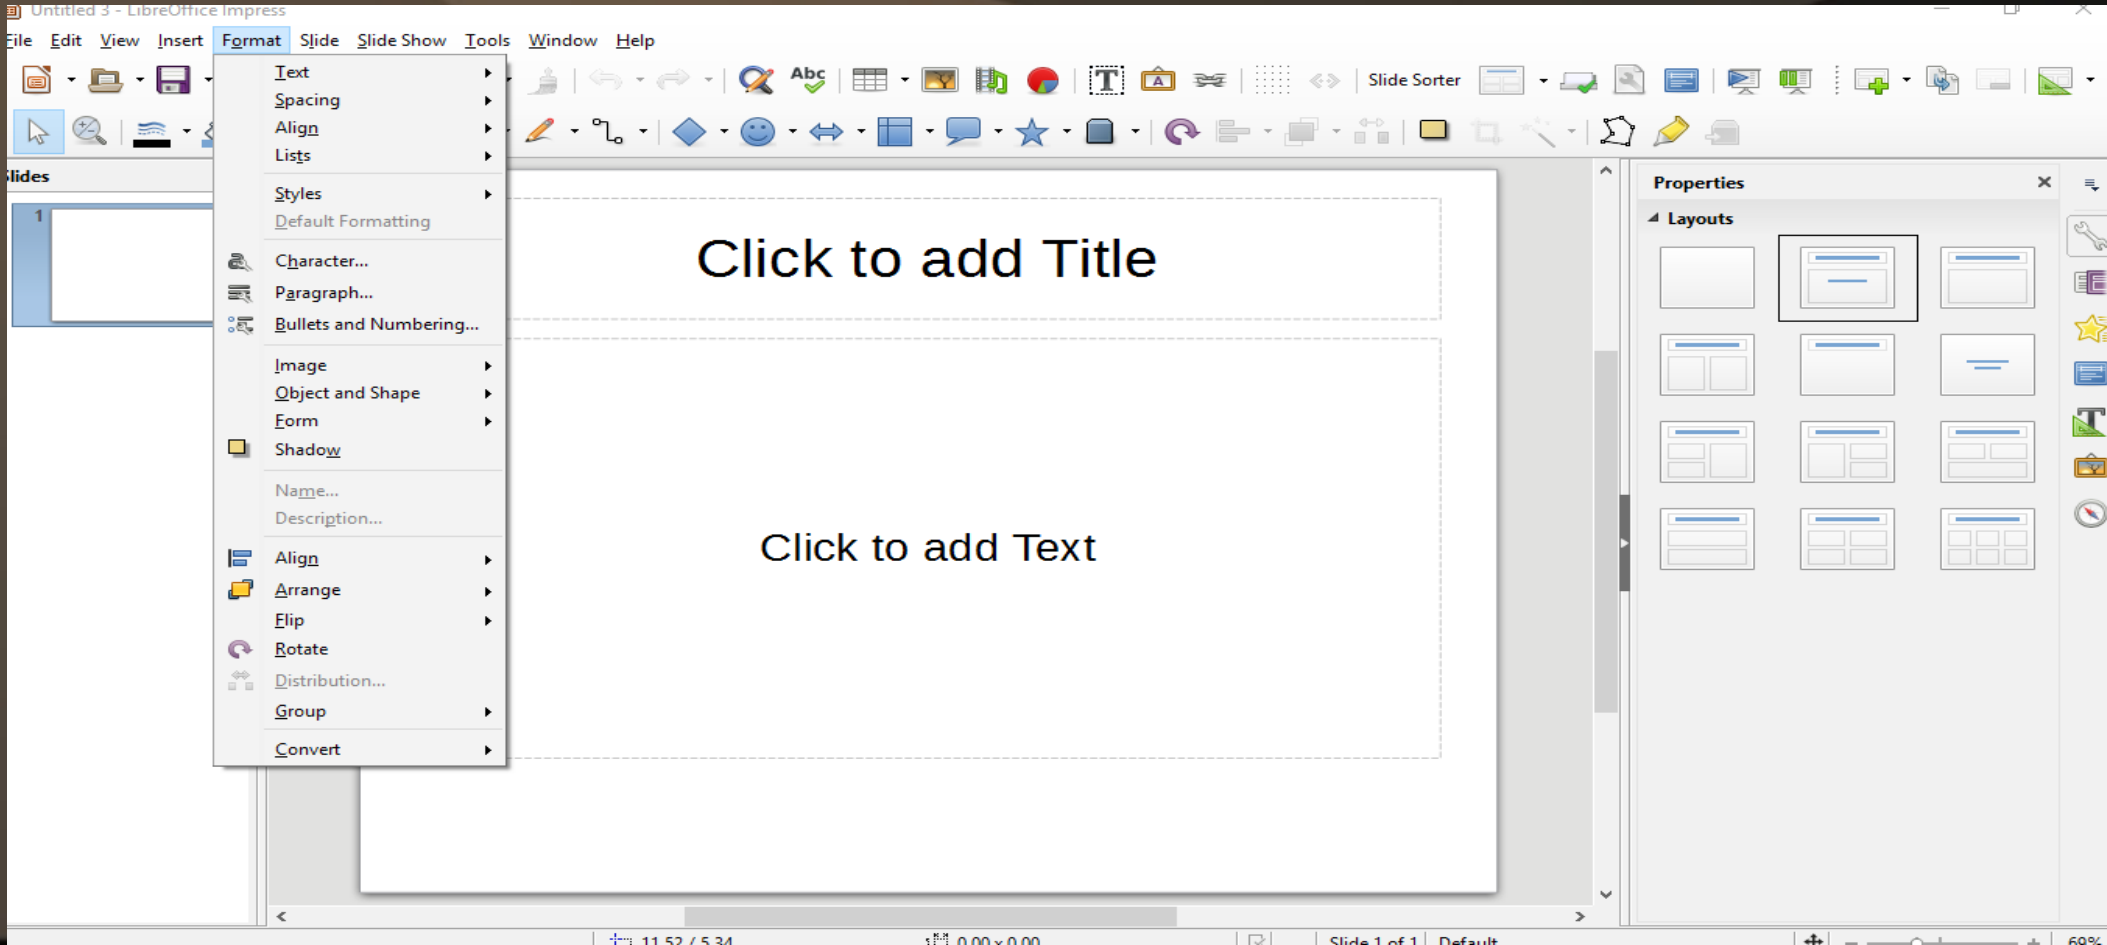 Untitled 3 - LibreOffice Impress
File Edit View Insert Format Slide Slide Show Tools Window Help
Text
Spacing
Align
Lists
Styles
Default Formatting
Character...
Paragraph...
Bullets and Numbering...
Image
Object and Shape
Form
Shadow
Name...
Description...
Align
Arrange
Flip
Rotate
Distribution...
Group
Convert
Abc
T
A
Slide Sorter
Slides
1
Click to add Title
Click to add Text
Properties
Layouts
11.52 / 5.34
0.00 x 0.00
Slide 1 of 1
Default
69%